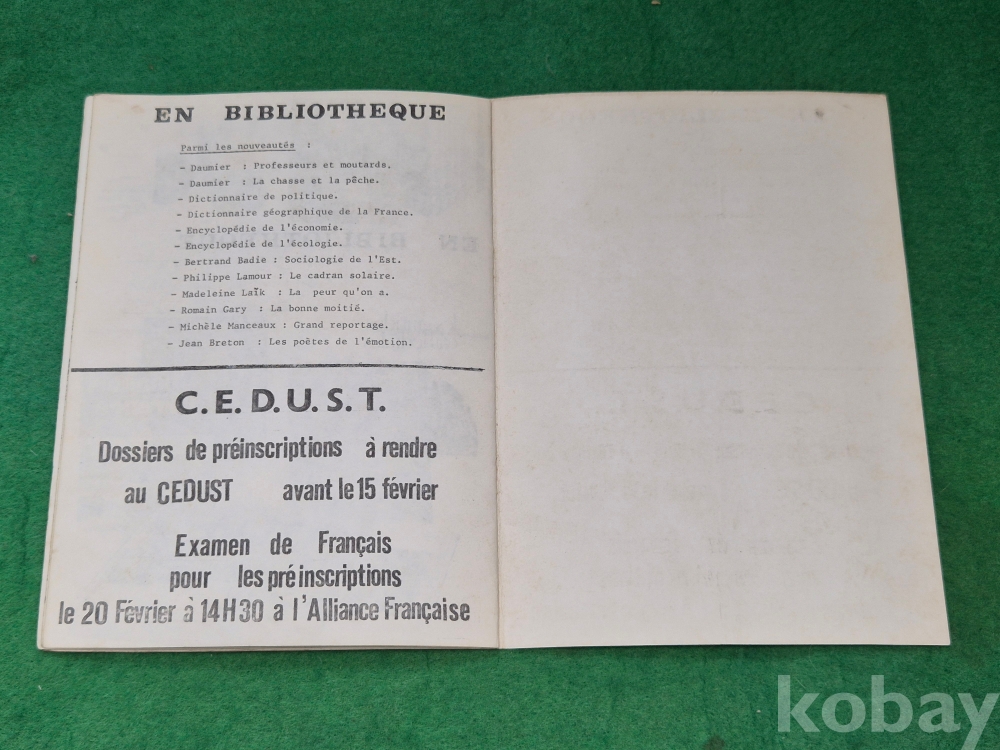 EN BIBLIOTHEQUE
Parmi les nouveautés :
- Daumier : Professeurs et moutards.
- Daumier : La chasse et la pêche.
- Dictionnaire de politique.
- Dictionnaire géographique de la France.
- Encyclopédie de l'économie.
- Encyclopédie de l'écologie.
- Bertrand Badie : Sociologie de l'Est.
- Philippe Lamour : Le cadran solaire.
- Madeleine Laïk : La peur qu'on a.
- Romain Gary : La bonne moitié.
- Michèle Manceaux : Grand reportage.
- Jean Breton : Les poètes de l'émotion.
C.E.D.U.S.T.
Dossiers de préinscriptions à rendre
au CEDUST avant le 15 février
Examen de Français
pour les préinscriptions
le 20 Février à 14H30 à l'Alliance Française
kobay